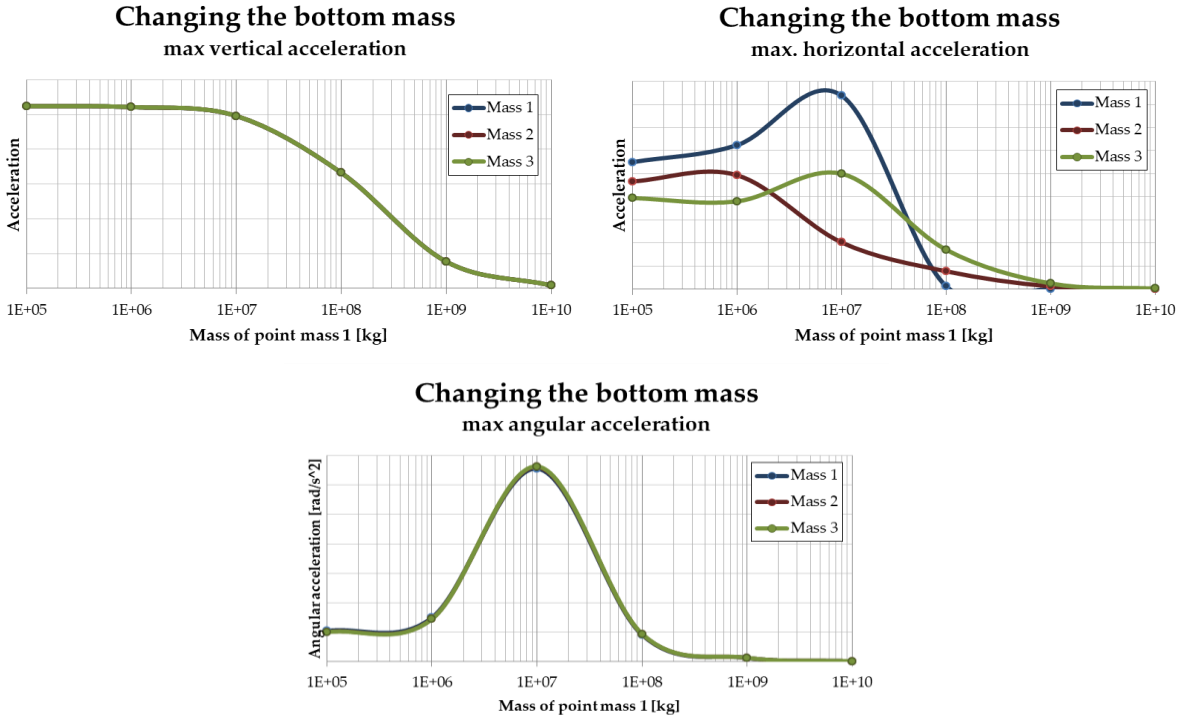 Changing the bottom mass
max vertical acceleration
Acceleration
Mass 1
Mass 2
Mass 3
1E+05 1E+06 1E+07 1E+08 1E+09 1E+10
Mass of point mass 1 [kg]
Changing the bottom mass
max. horizontal acceleration
Acceleration
Mass 1
Mass 2
Mass 3
1E+05 1E+06 1E+07 1E+08 1E+09 1E+10
Mass of point mass 1 [kg]
Changing the bottom mass
max angular acceleration
Angular acceleration [rad/s^2]
Mass 1
Mass 2
Mass 3
1E+05 1E+06 1E+07 1E+08 1E+09 1E+10
Mass of point mass 1 [kg]